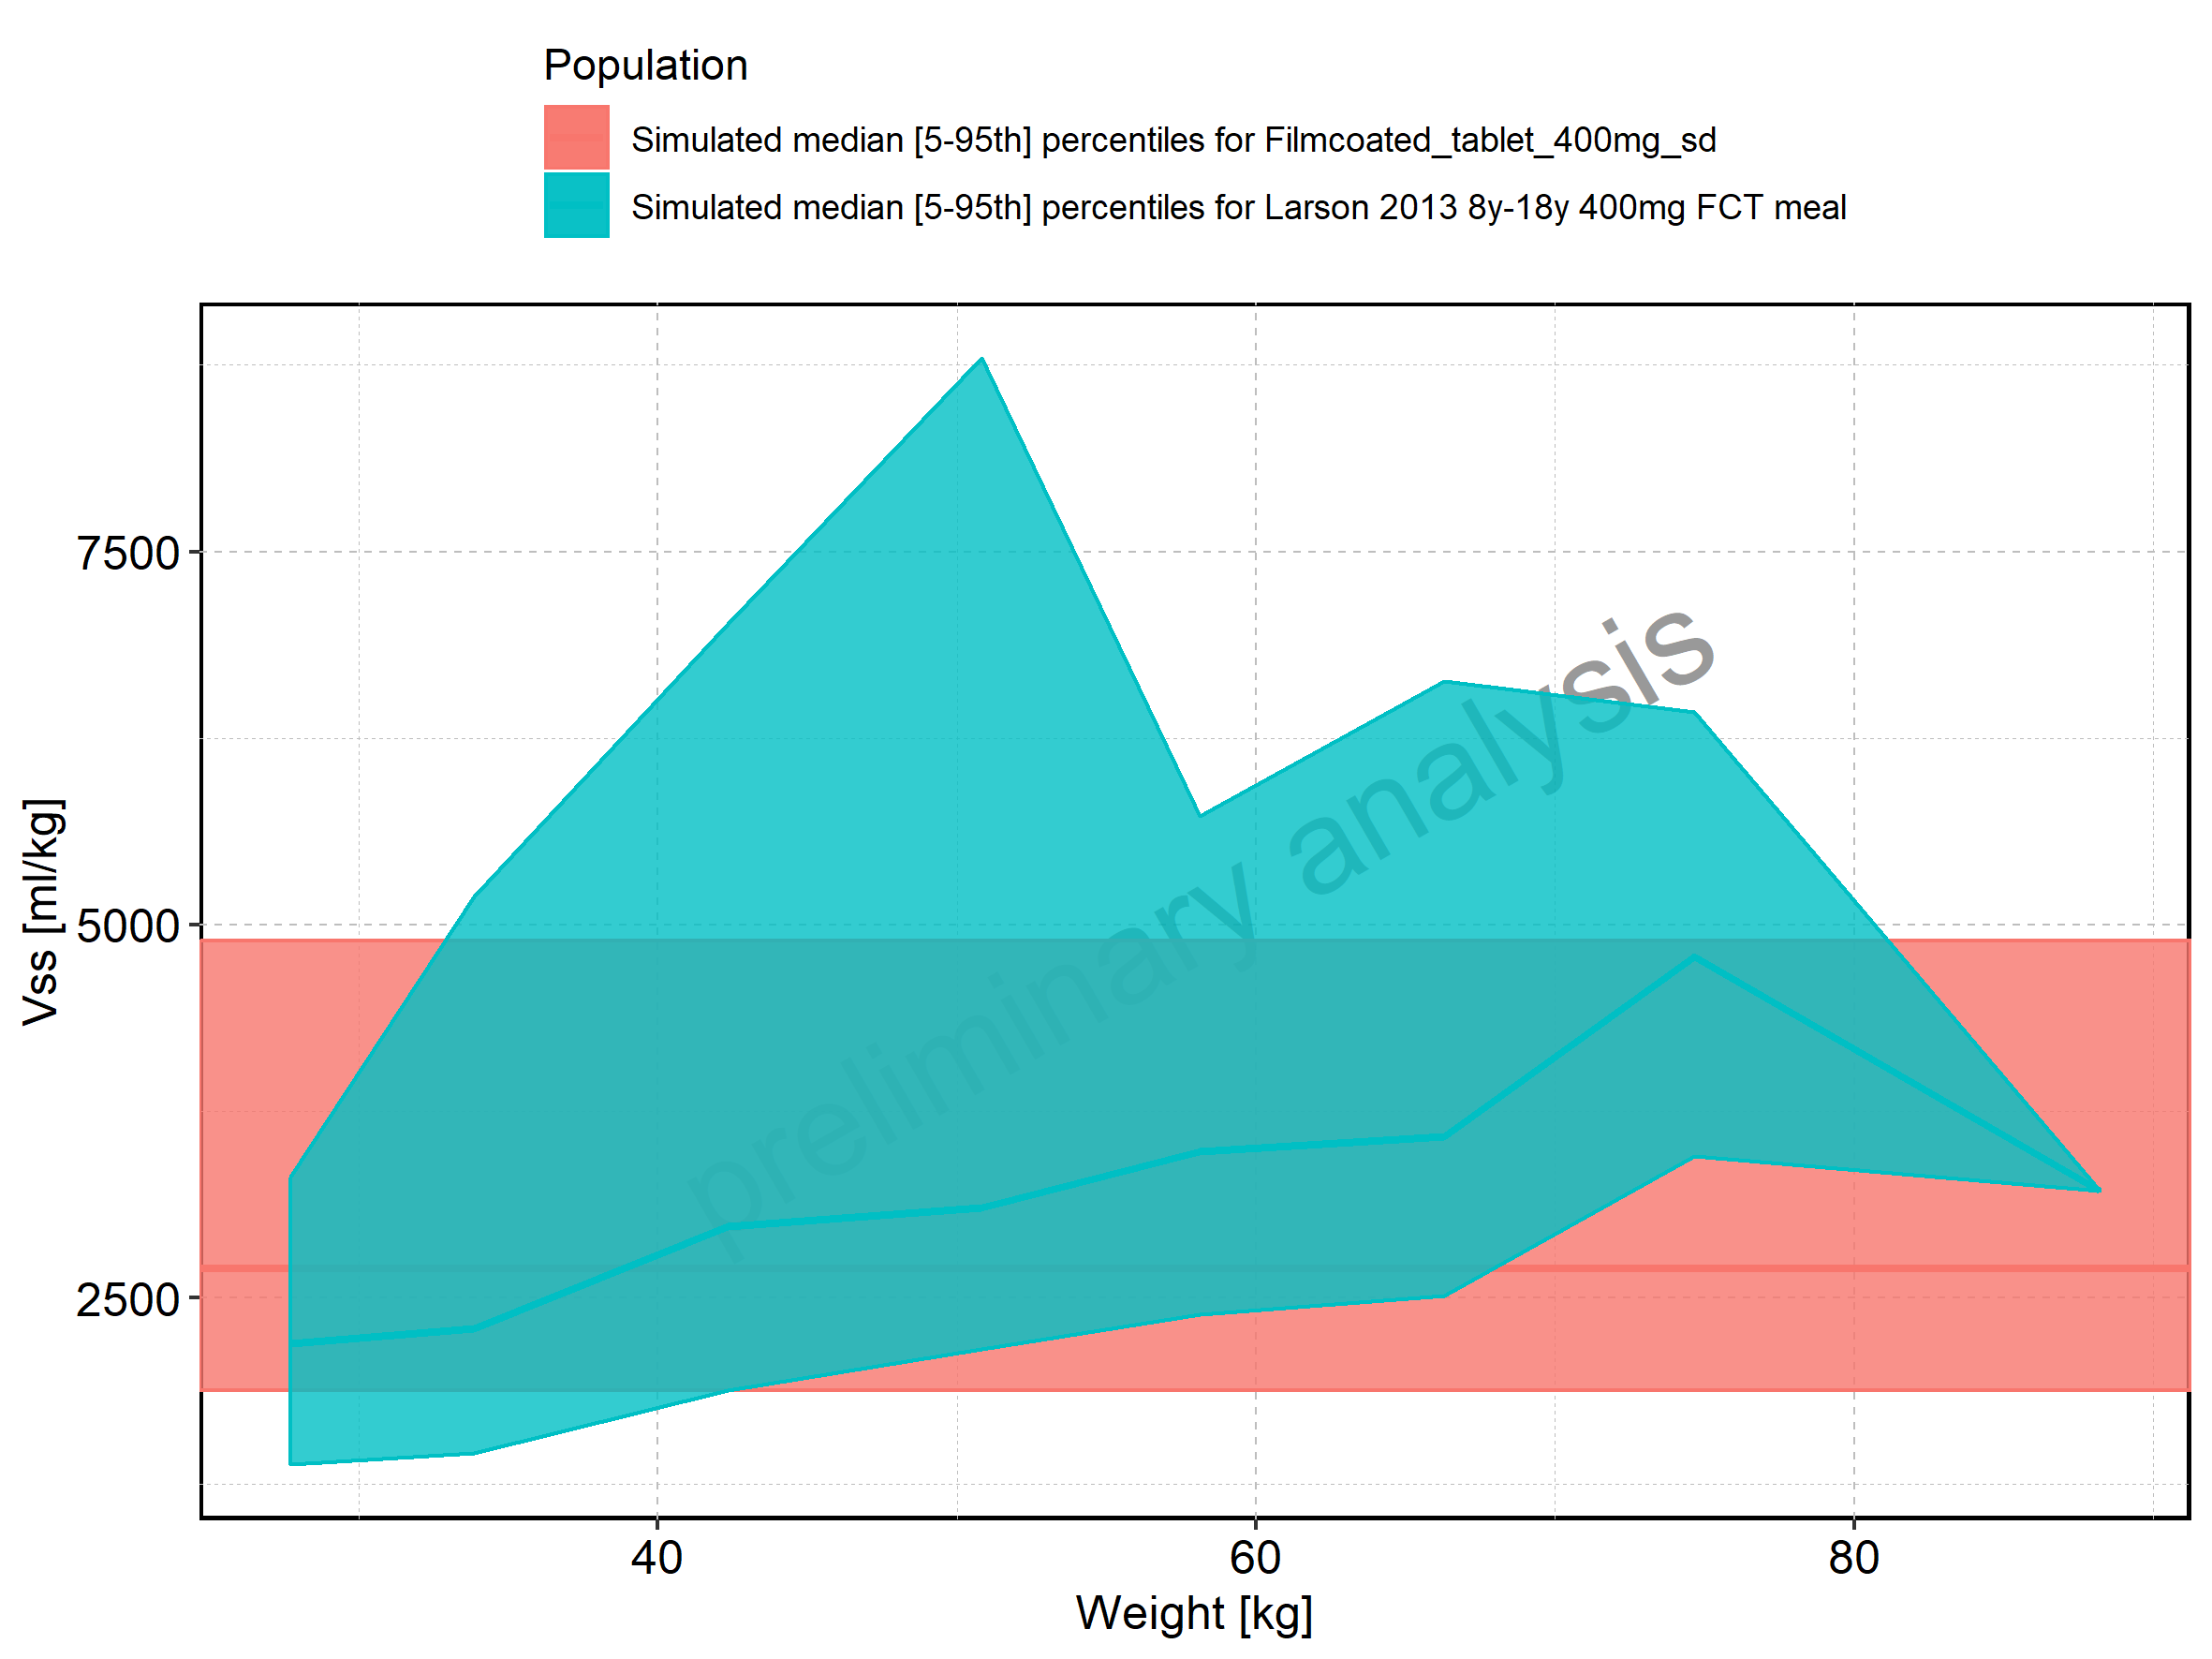 Population
Simulated median [5-95th] percentiles for Filmcoated_tablet_400mg_sd
Simulated median [5-95th] percentiles for Larson 2013 8y-18y 400mg FCT meal
7500
5000
2500
Vss [ml/kg]
preliminary analysis
40 60 80
Weight [kg]